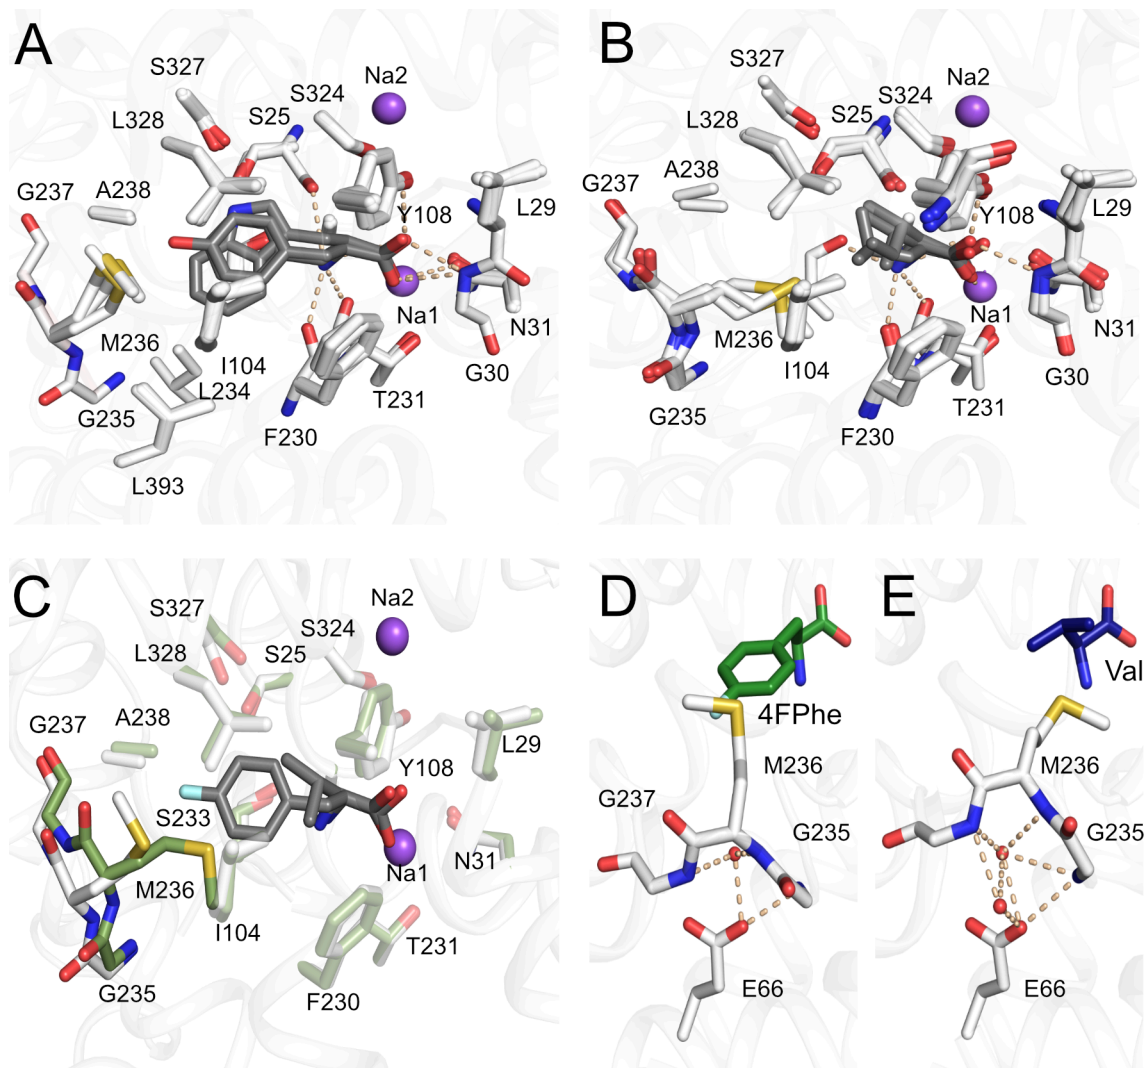 A
S327
Na2
S324
S25
L328
G237
A238
L29
Y108
Na1
N31
M236
I104
L234
G30
T231
G235
F230
L393
B
S327
Na2
S324
S25
L328
G237
A238
L29
Y108
Na1
N31
M236
I104
G30
T231
G235
F230
C
S327
Na2
S324
S25
L328
G237
A238
L29
Y108
S233
Na1
N31
M236
I104
T231
G235
F230
D
4FPhe
M236
G237
G235
E66
E
Val
M236
G235
E66